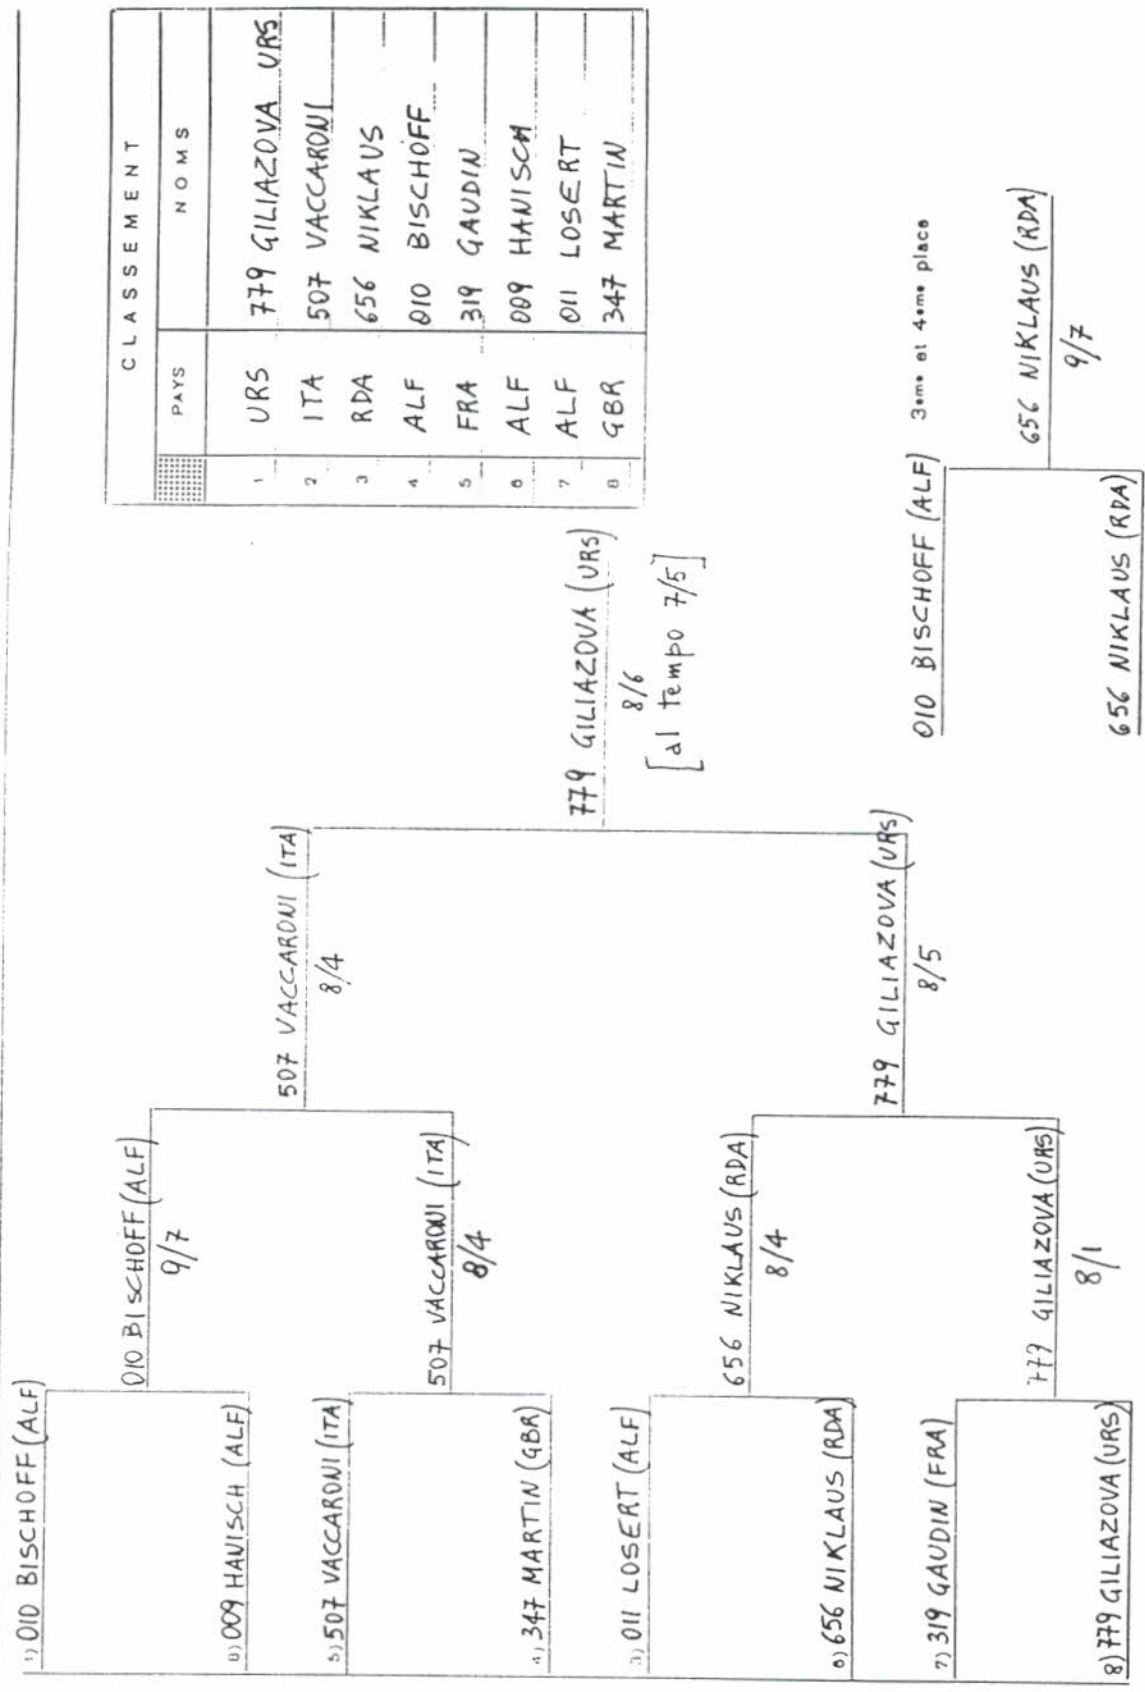 1) 010 BISCHOFF (ALF)
8) 009 HANISCH (ALF)
5) 507 VACCARONI (ITA)
4) 347 MARTIN (GBR)
3) 011 LOSERT (ALF)
6) 656 NIKLAUS (RDA)
7) 319 GAUDIN (FRA)
8) 779 GILIAZOVA (URS)
010 BISCHOFF (ALF)
9/7
507 VACCARONI (ITA)
8/4
656 NIKLAUS (RDA)
8/4
779 GILIAZOVA (URS)
8/1
507 VACCARONI (ITA)
8/4
779 GILIAZOVA (URS)
8/5
779 GILIAZOVA (URS)
8/6
[al tempo 7/5]
CLASSEMENT
PAYS NOMS
1 URS 779 GILIAZOVA URS
2 ITA 507 VACCARONI
3 RDA 656 NIKLAUS
4 ALF 010 BISCHOFF
5 FRA 319 GAUDIN
6 ALF 009 HANISCH
7 ALF 011 LOSERT
8 GBR 347 MARTIN
3eme et 4eme place
010 BISCHOFF (ALF)
656 NIKLAUS (RDA)
656 NIKLAUS (RDA)
9/7